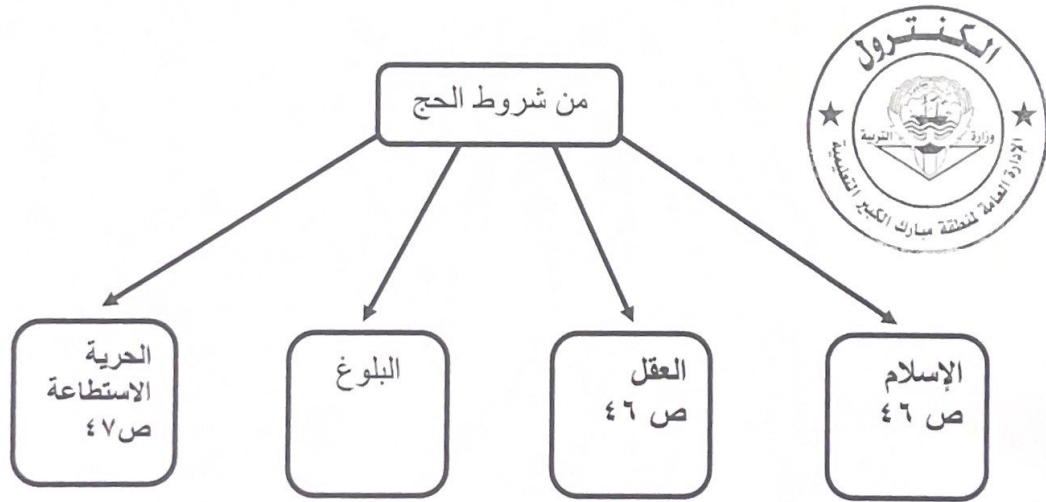 الكنترول
وزارة التربية
الإدارة العامة لمنطقة مبارك الكبير التعليمية
من شروط الحج
الإسلام
ص ٤٦
العقل
ص ٤٦
البلوغ
الحرية
الاستطاعة
ص٤٧